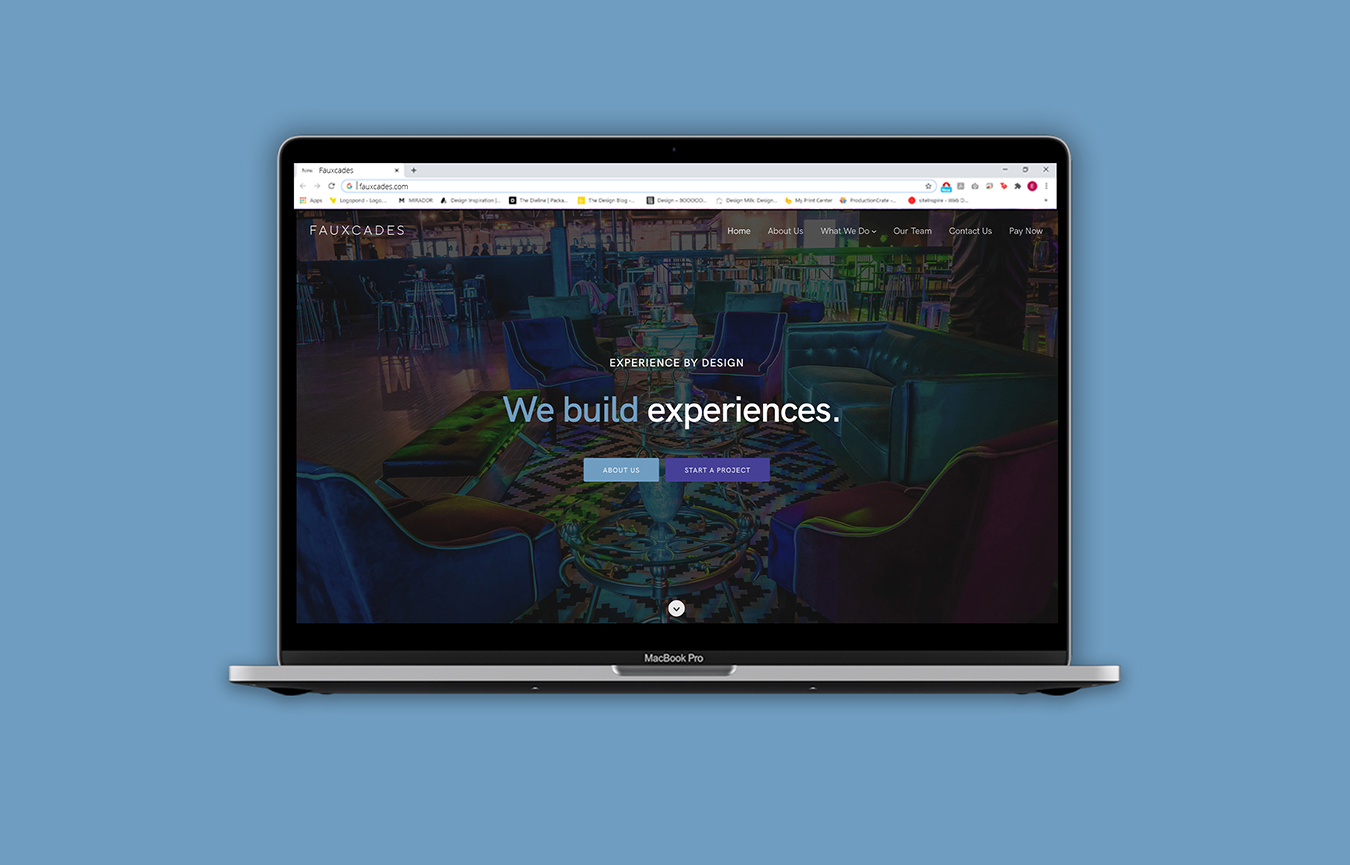 Fauxcades
fauxcades.com
Apps Logopond - Logo... MIRADOR Design Inspiration |... The Dieline | Packa... The Design Blog -... Design – BOOOOO... Design Milk: Design... My Print Center ProductionCrate -... siteInspire - Web D...
FAUXCADES Home About Us What We Do Our Team Contact Us Pay Now
EXPERIENCE BY DESIGN
We build experiences.
ABOUT US START A PROJECT
MacBook Pro